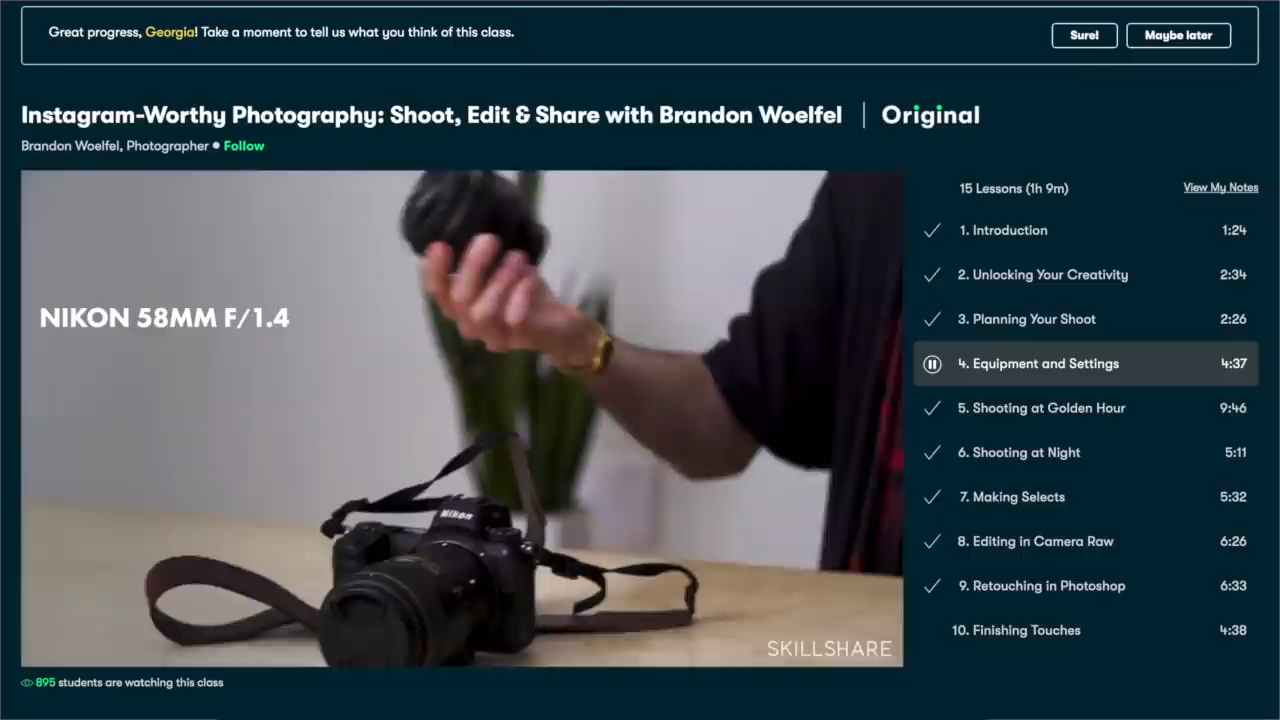 Great progress, Georgia! Take a moment to tell us what you think of this class.
Sure!
Maybe later
Instagram-Worthy Photography: Shoot, Edit & Share with Brandon Woelfel | Original
Brandon Woelfel, Photographer • Follow
NIKON 58MM F/1.4
Nikon
SKILLSHARE
895 students are watching this class
15 Lessons (1h 9m)
View My Notes
1. Introduction 1:24
2. Unlocking Your Creativity 2:34
3. Planning Your Shoot 2:26
4. Equipment and Settings 4:37
5. Shooting at Golden Hour 9:46
6. Shooting at Night 5:11
7. Making Selects 5:32
8. Editing in Camera Raw 6:26
9. Retouching in Photoshop 6:33
10. Finishing Touches 4:38